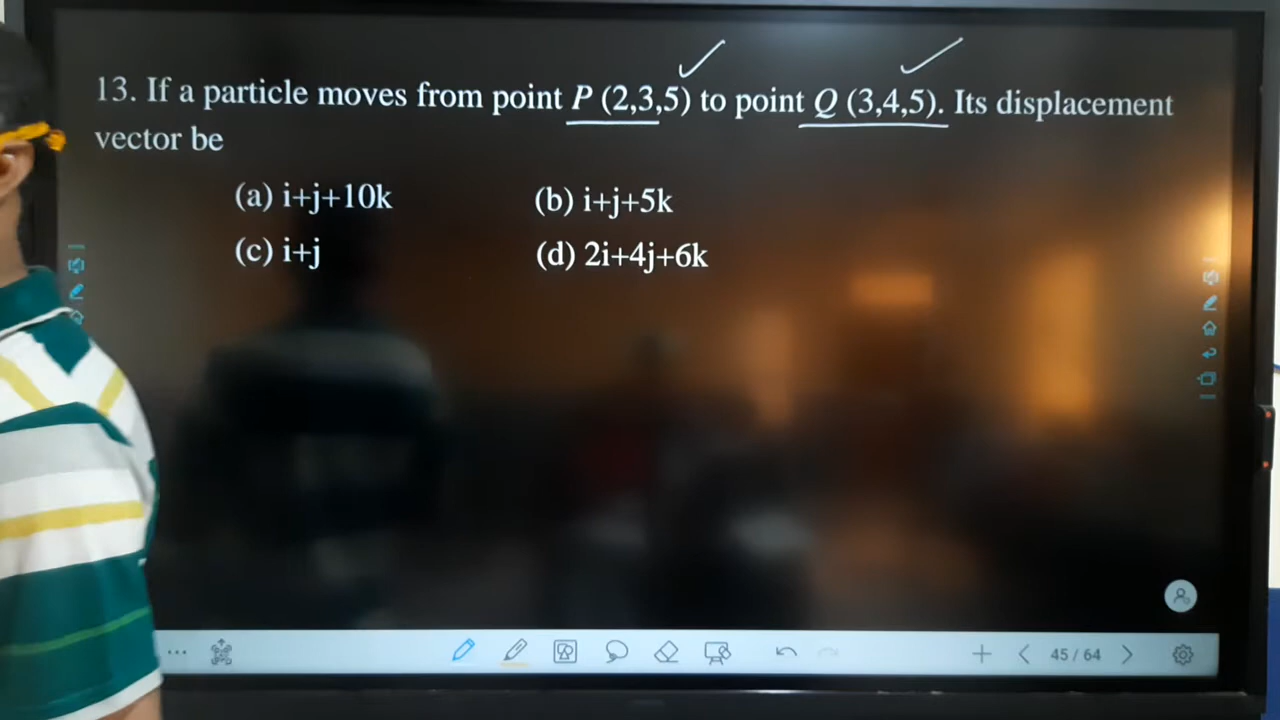 13. If a particle moves from point P (2,3,5) to point Q (3,4,5). Its displacement
vector be
(a) i+j+10k (b) i+j+5k
(c) i+j (d) 2i+4j+6k
45 / 64